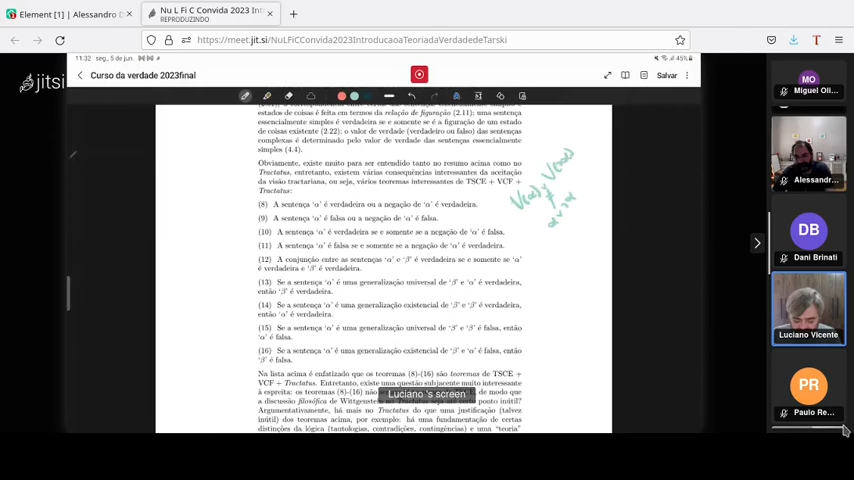 Element [1] | Alessandro D
Nu L Fi C Convida 2023 Intr
REPRODUZINDO
https://meet.jit.si/NuLFiCConvida2023IntroducaoaTeoriadaVerdadedeTarski
jitsi
11:32 seg., 5 de jun.
45%
Curso da verdade 2023final
Salvar
estados de coisas é feita em termos da relação de figuração (2.11); uma sentença
essencialmente simples é verdadeira se e somente se é a figuração de um estado
de coisas existente (2.22); o valor de verdade (verdadeiro ou falso) das sentenças
complexas é determinado pelo valor de verdade das sentenças essencialmente
simples (4.4).
Obviamente, existe muito para ser entendido tanto no resumo acima como no
Tractatus, entretanto, existem várias consequências interessantes da aceitação
da visão tractariana, ou seja, vários teoremas interessantes de TSCE + VCF +
Tractatus:
(8) A sentença 'α' é verdadeira ou a negação de 'α' é verdadeira.
(9) A sentença 'α' é falsa ou a negação de 'α' é falsa.
(10) A sentença 'α' é verdadeira se e somente se a negação de 'α' é falsa.
(11) A sentença 'α' é falsa se e somente se a negação de 'α' é verdadeira.
(12) A conjunção entre as sentenças 'α' e 'β' é verdadeira se e somente se 'α'
é verdadeira e 'β' é verdadeira.
(13) Se a sentença 'α' é uma generalização universal de 'β' e 'α' é verdadeira,
então 'β' é verdadeira.
(14) Se a sentença 'α' é uma generalização existencial de 'β' e 'β' é verdadeira,
então 'α' é verdadeira.
(15) Se a sentença 'α' é uma generalização universal de 'β' e 'β' é falsa, então
'α' é falsa.
(16) Se a sentença 'α' é uma generalização existencial de 'β' e 'α' é falsa, então
'β' é falsa.
Na lista acima é enfatizado que os teoremas (8)-(16) são teoremas de TSCE +
VCF + Tractatus. Entretanto, existe uma questão subjacente muito interessante
à espreita: os teoremas (8)-(16) não
CE, de modo que
a discussão filosófica de Wittgenstein no
ponto inútil?
Argumentativamente, há mais no Tractatus do que uma justificação (talvez
inútil) dos teoremas acima, por exemplo: há uma fundamentação de certas
distinções da lógica (tautologias, contradições, contingências) e uma "teoria"
V(α) ∨ V(¬α)
≠
α ∨ ¬α
Luciano 's screen
MO
Miguel Oli...
Alessandr...
DB
Dani Brinati
Luciano Vicente
PR
Paulo Re...